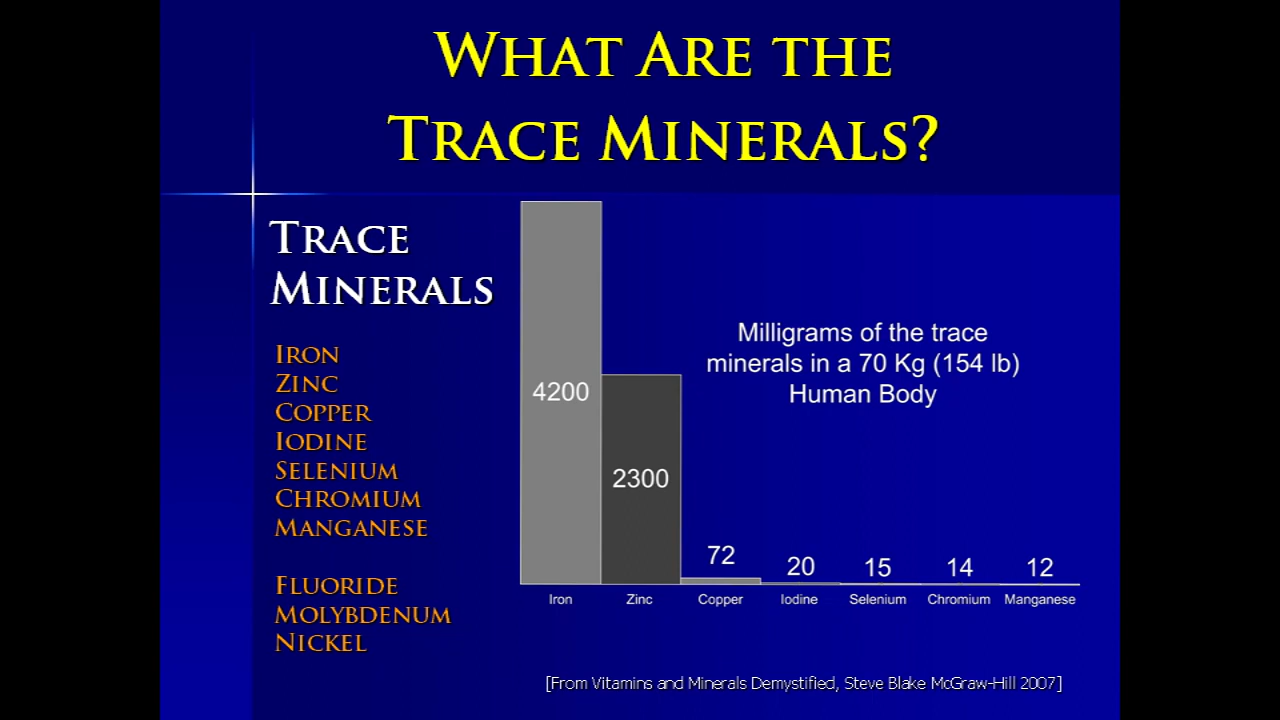 What Are the
Trace Minerals?
Trace
Minerals
Iron
Zinc
Copper
Iodine
Selenium
Chromium
Manganese
Fluoride
Molybdenum
Nickel
Milligrams of the trace
minerals in a 70 Kg (154 lb)
Human Body
4200
2300
72
20
15
14
12
Iron
Zinc
Copper
Iodine
Selenium
Chromium
Manganese
[From Vitamins and Minerals Demystified, Steve Blake McGraw-Hill 2007]